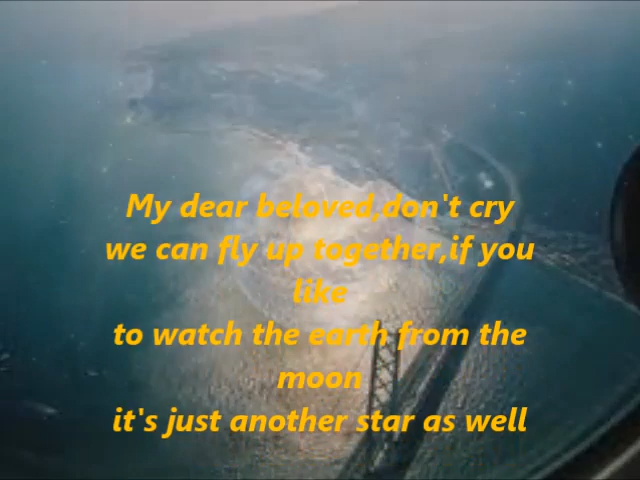 My dear beloved,don't cry
we can fly up together,if you
like
to watch the earth from the
moon
it's just another star as well